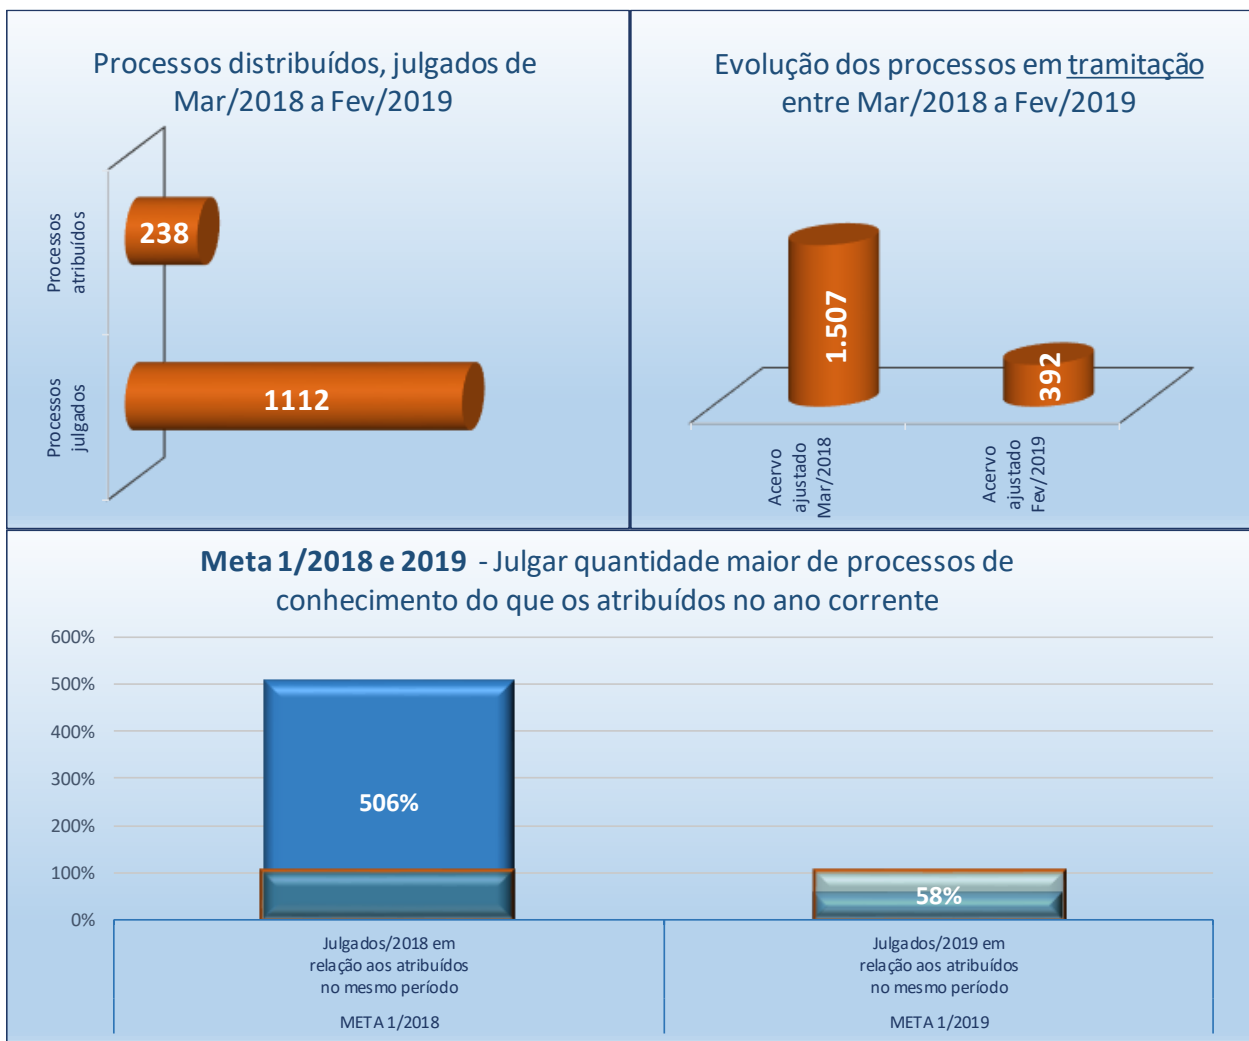 Processos distribuídos, julgados de
Mar/2018 a Fev/2019
Processos
atribuídos
238
Processos
julgados
1112
Evolução dos processos em tramitação
entre Mar/2018 a Fev/2019
1.507
392
Acervo
ajustado
Mar/2018
Acervo
ajustado
Fev/2019
Meta 1/2018 e 2019 - Julgar quantidade maior de processos de
conhecimento do que os atribuídos no ano corrente
600%
500%
400%
300%
200%
100%
0%
506%
58%
Julgados/2018 em
relação aos atribuídos
no mesmo período
META 1/2018
Julgados/2019 em
relação aos atribuídos
no mesmo período
META 1/2019